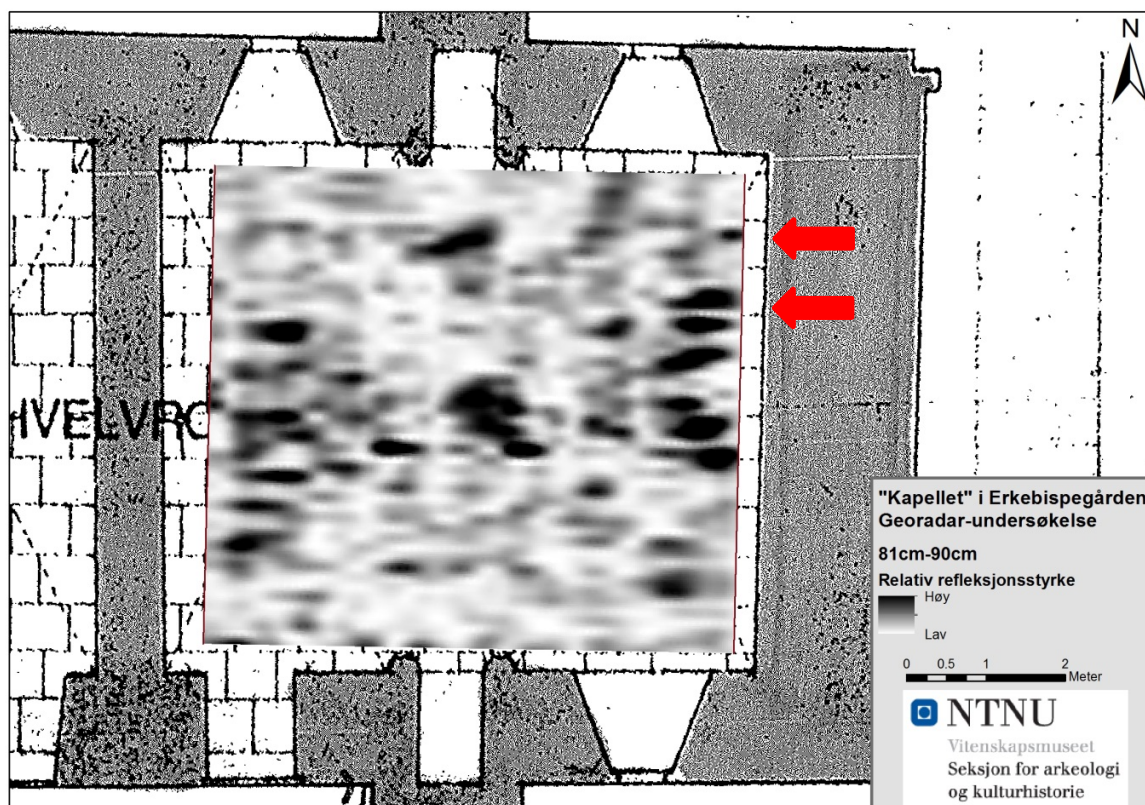 N
HVELVRO
"Kapellet" i Erkebispegården
Georadar-undersøkelse
81cm-90cm
Relativ refleksjonsstyrke
Høy
Lav
0 0.5 1 2
Meter
NTNU
Vitenskapsmuseet
Seksjon for arkeologi
og kulturhistorie